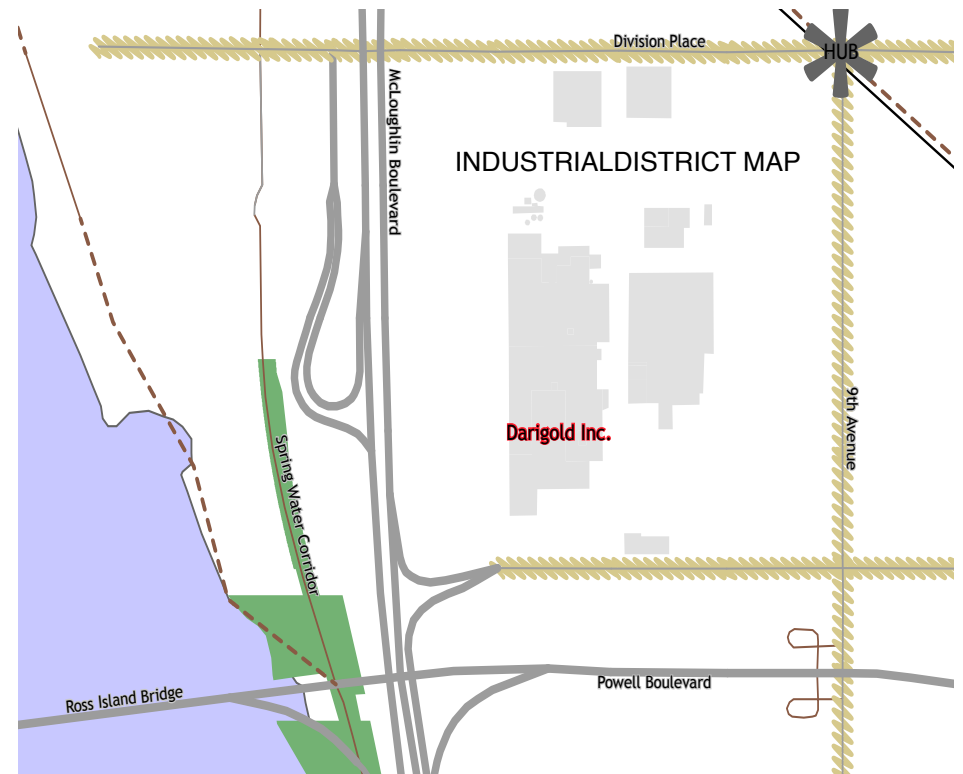 Division Place
HUB
McLoughlin Boulevard
INDUSTRIALDISTRICT MAP
9th Avenue
Darigold Inc.
Spring Water Corridor
Ross Island Bridge
Powell Boulevard